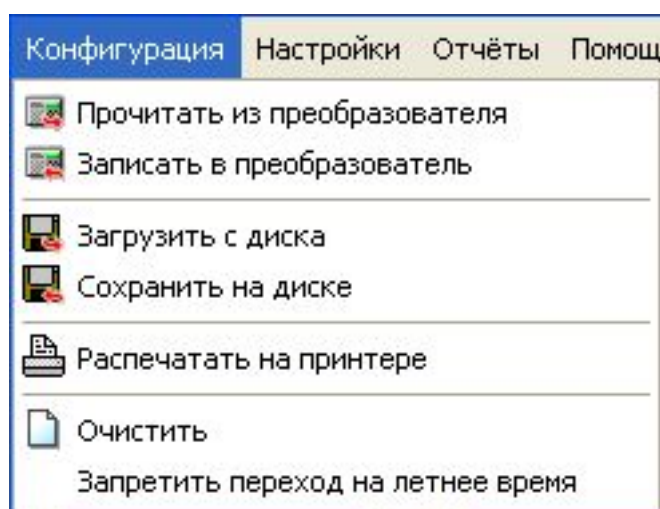 Конфигурация Настройки Отчёты Помощ
Прочитать из преобразователя
Записать в преобразователь
Загрузить с диска
Сохранить на диске
Распечатать на принтере
Очистить
Запретить переход на летнее время